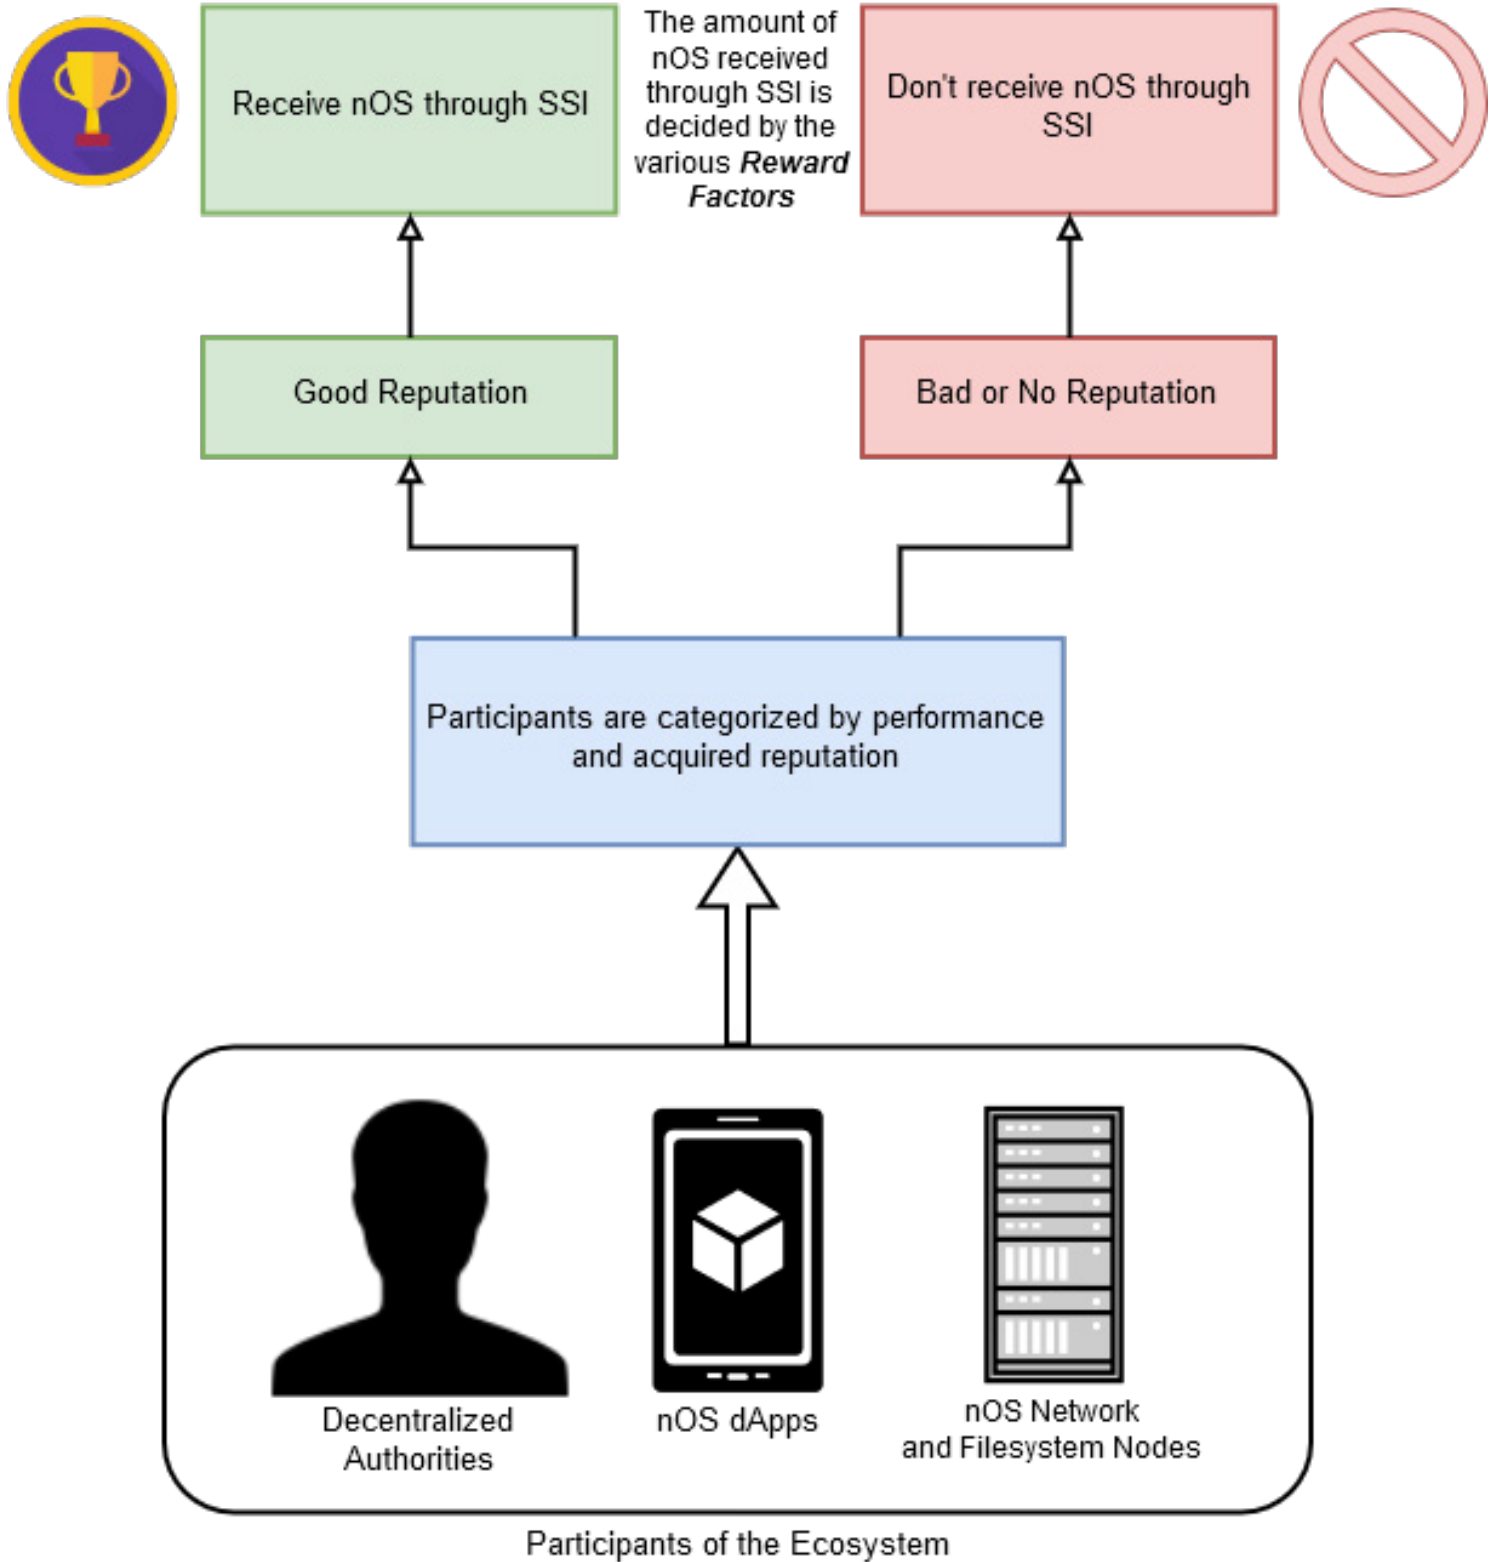 Receive nOS through SSI
The amount of
nOS received
through SSI is
decided by the
various Reward
Factors
Don't receive nOS through
SSI
Good Reputation
Bad or No Reputation
Participants are categorized by performance
and acquired reputation
Decentralized
Authorities
nOS dApps
nOS Network
and Filesystem Nodes
Participants of the Ecosystem